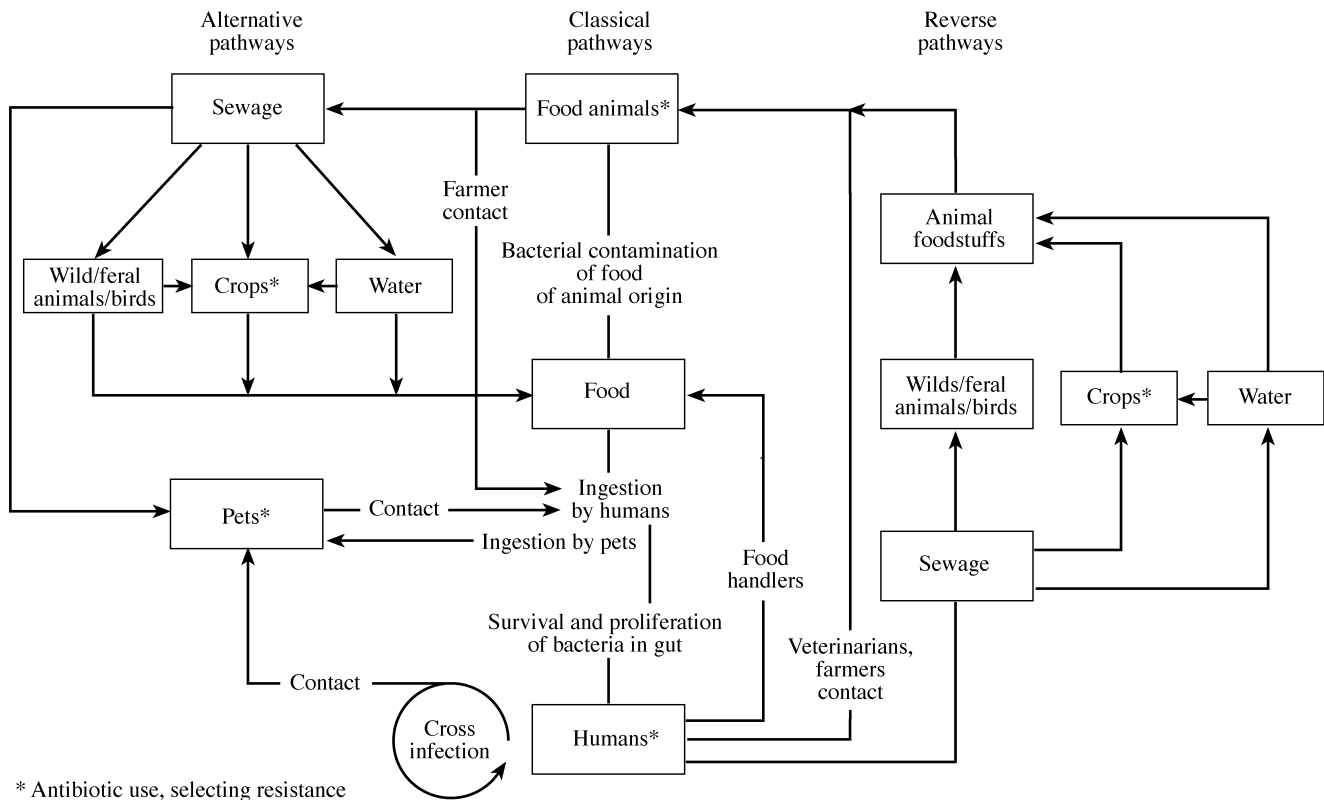 Alternative
pathways
Classical
pathways
Reverse
pathways
Sewage
Food animals*
Farmer
contact
Animal
foodstuffs
Wild/feral
animals/birds
Crops*
Water
Bacterial contamination
of food
of animal origin
Food
Wilds/feral
animals/birds
Crops*
Water
Pets*
Contact
Ingestion
by humans
Ingestion by pets
Food
handlers
Sewage
Survival and proliferation
of bacteria in gut
Veterinarians,
farmers
contact
Contact
Cross
infection
Humans*
* Antibiotic use, selecting resistance